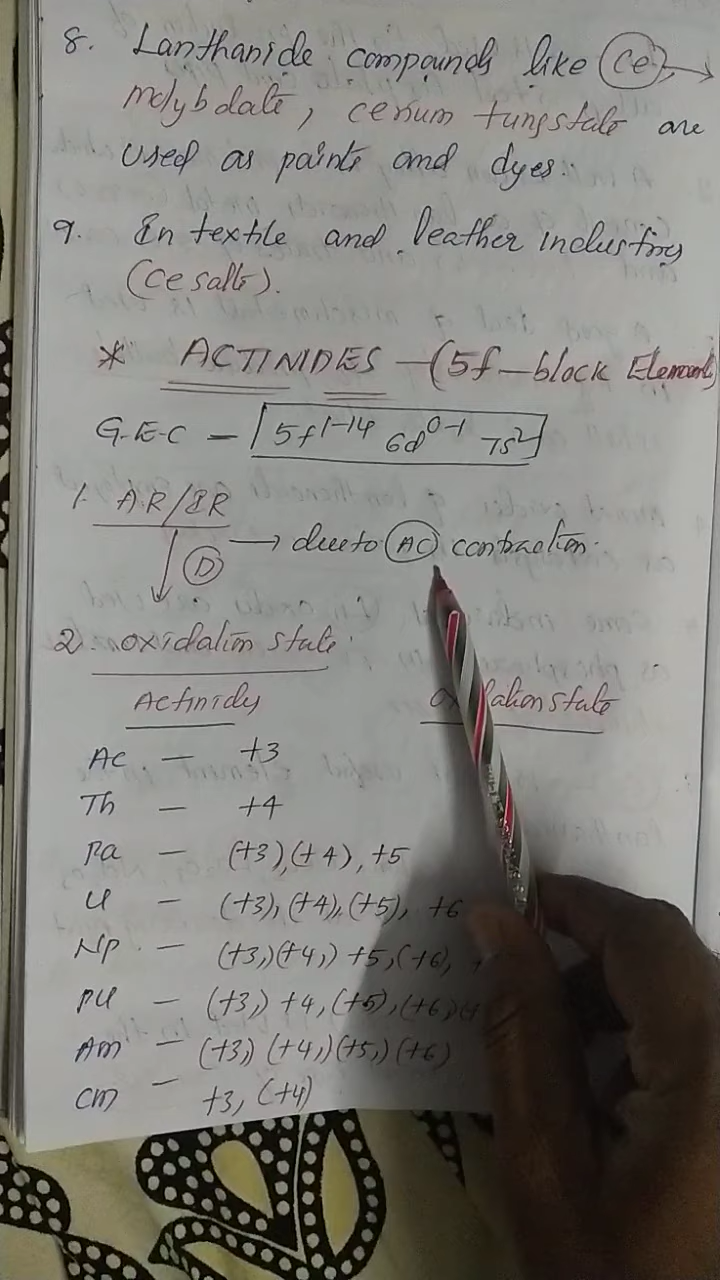 8. Lanthanide compounds like (Ce) →
molybdate, cerium tungstate are
used as paints and dyes.
9. In textile and leather industry
(Ce salts).
* ACTINIDES - (5f - block Elements)
G.E.C - 5f1-14 6d0-1 7s2
1. A.R/IR
↓ (D) → due to (AC) contraction.
2. oxidation state
Actinides oxidation state
Ac - +3
Th - +4
Pa - (+3), (+4), +5
U - (+3), (+4), (+5), +6
Np - (+3,) (+4,) +5, (+6),
PU - (+3,) +4, (+5), (+6)
Am - (+3,) (+4,) (+5,) (+6)
Cm - +3, (+4)